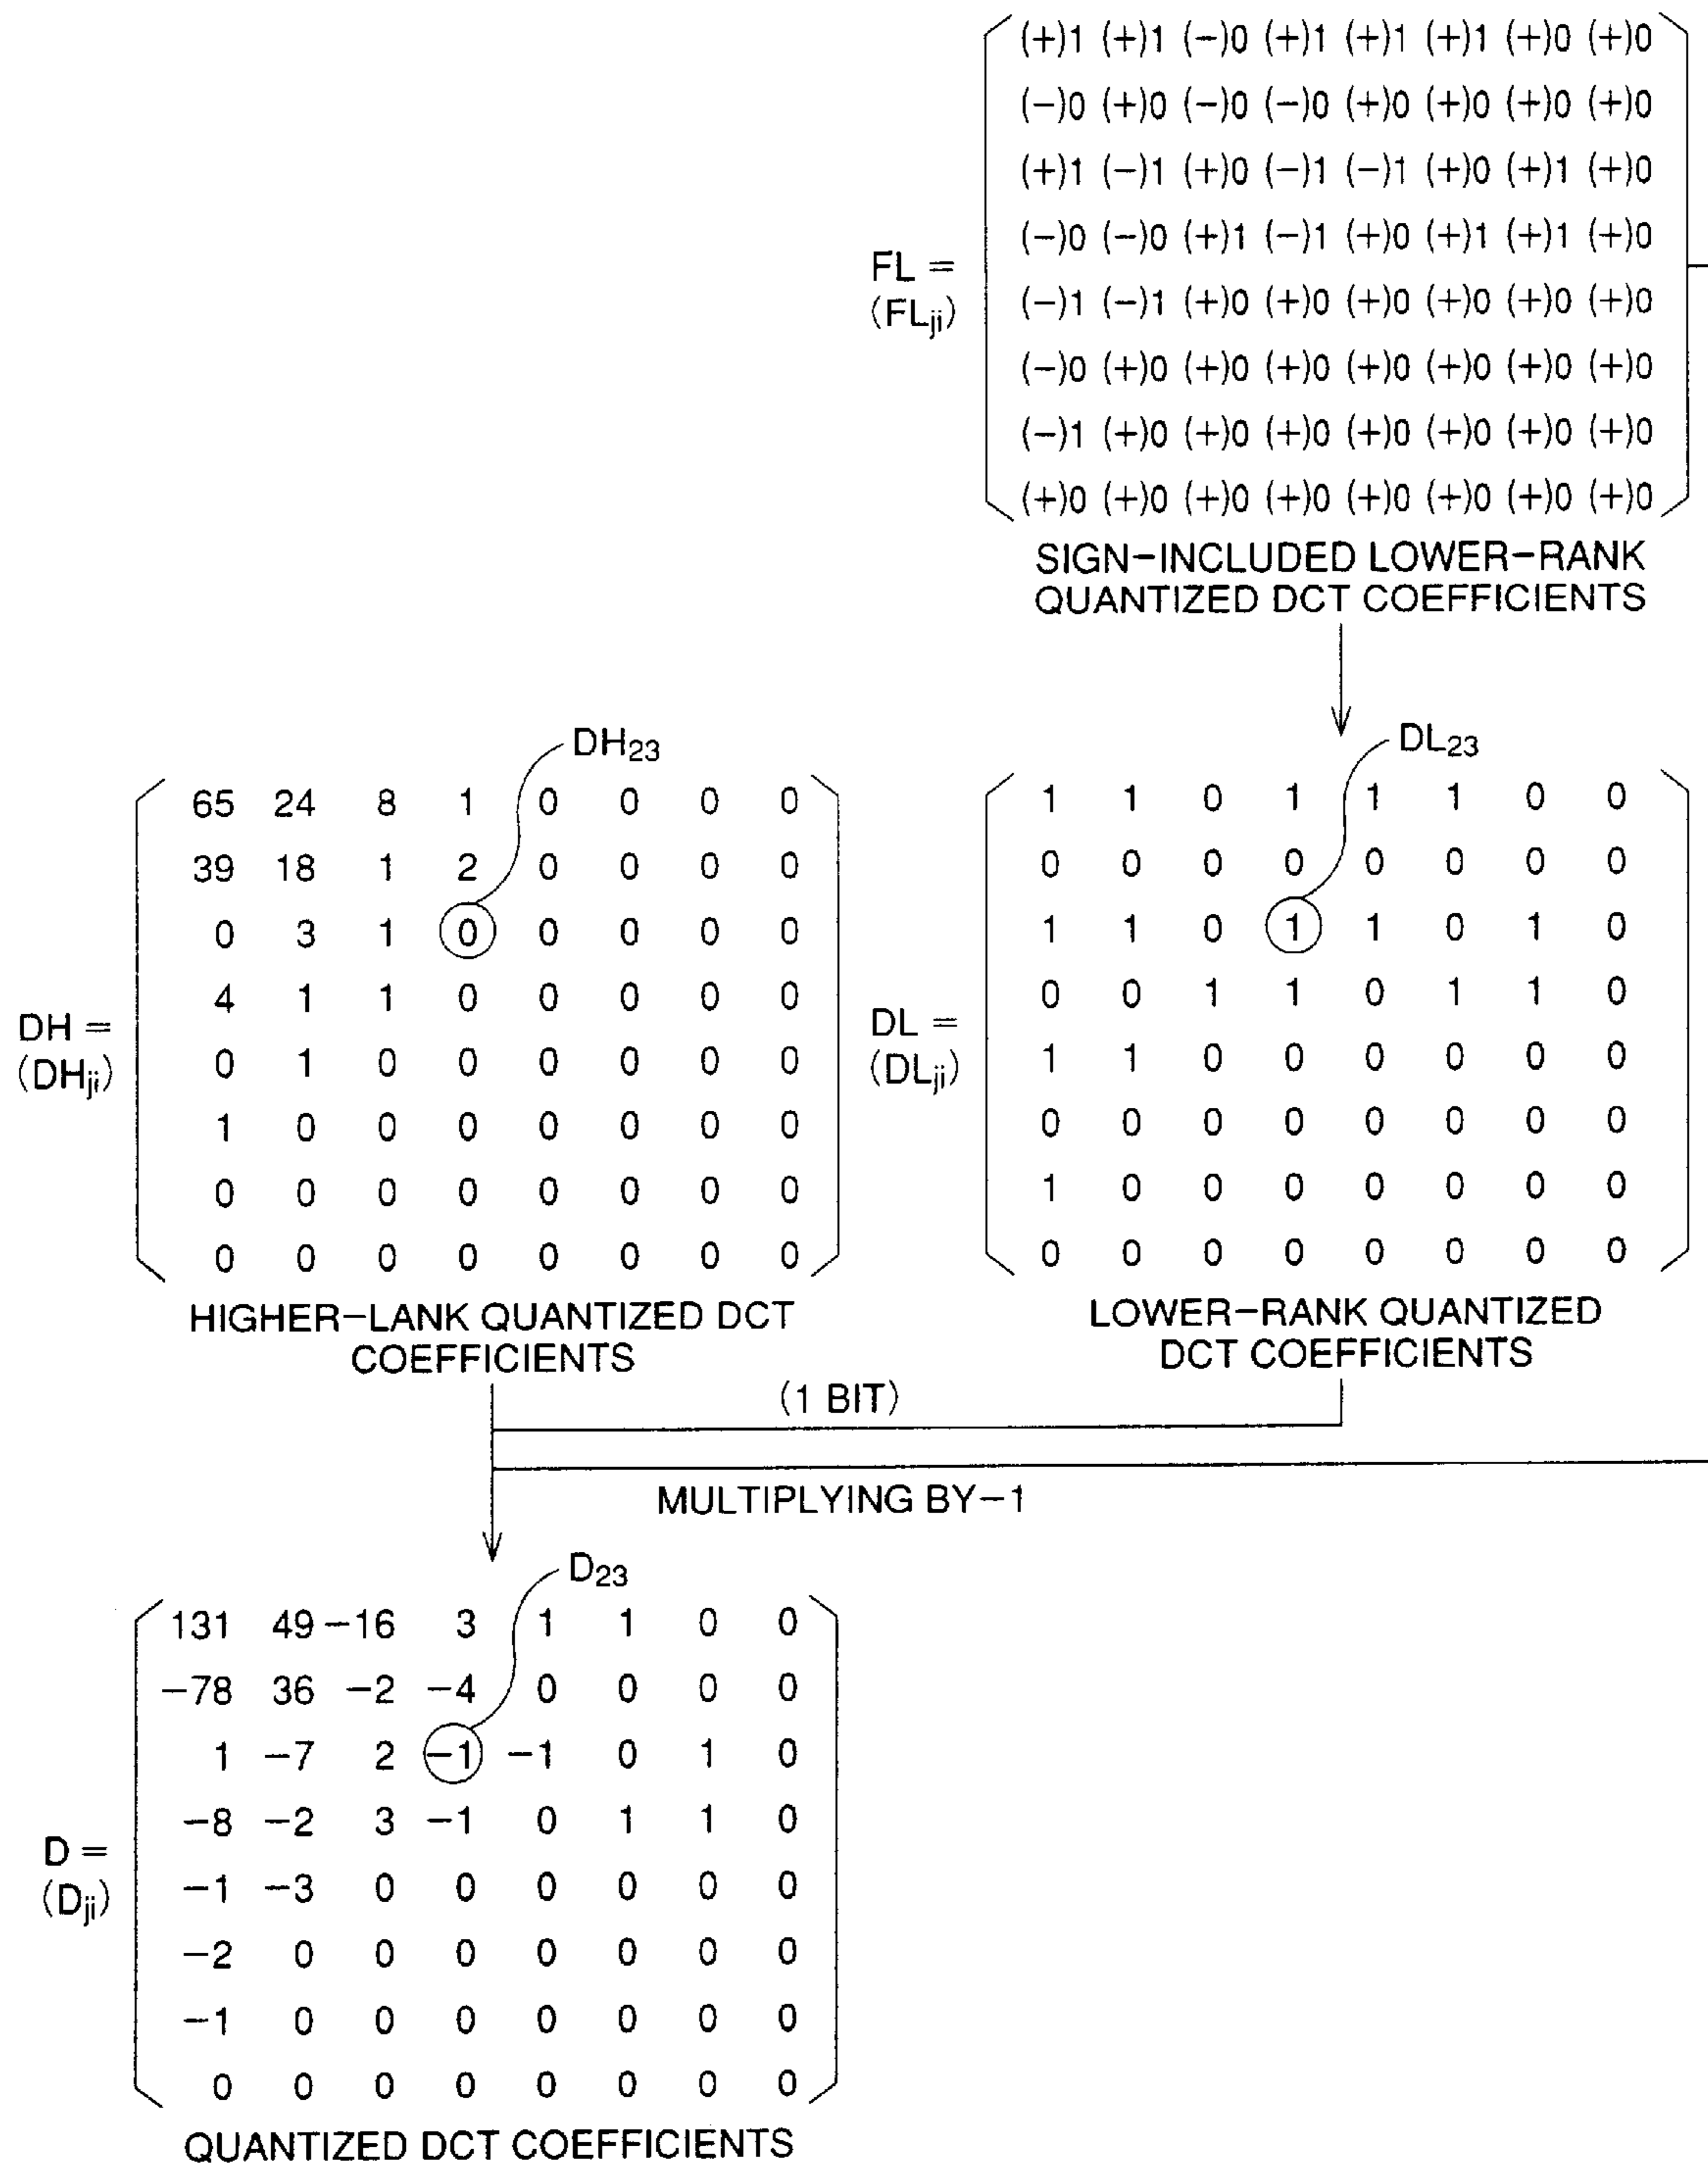 (+)1 (+)1 (−)0 (+)1 (+)1 (+)1 (+)0 (+)0
(−)0 (+)0 (−)0 (−)0 (+)0 (+)0 (+)0 (+)0
(+)1 (−)1 (+)0 (−)1 (−)1 (+)0 (+)1 (+)0
(−)0 (−)0 (+)1 (−)1 (+)0 (+)1 (+)1 (+)0
FL =
(FLji)
(−)1 (−)1 (+)0 (+)0 (+)0 (+)0 (+)0 (+)0
(−)0 (+)0 (+)0 (+)0 (+)0 (+)0 (+)0 (+)0
(−)1 (+)0 (+)0 (+)0 (+)0 (+)0 (+)0 (+)0
(+)0 (+)0 (+)0 (+)0 (+)0 (+)0 (+)0 (+)0
SIGN−INCLUDED LOWER−RANK
QUANTIZED DCT COEFFICIENTS
DH23
65 24 8 1 0 0 0 0
39 18 1 2 0 0 0 0
0 3 1 0 0 0 0 0
4 1 1 0 0 0 0 0
DH =
(DHji)
0 1 0 0 0 0 0 0
1 0 0 0 0 0 0 0
0 0 0 0 0 0 0 0
0 0 0 0 0 0 0 0
HIGHER−LANK QUANTIZED DCT
COEFFICIENTS
DL23
1 1 0 1 1 1 0 0
0 0 0 0 0 0 0 0
1 1 0 1 1 0 1 0
0 0 1 1 0 1 1 0
DL =
(DLji)
1 1 0 0 0 0 0 0
0 0 0 0 0 0 0 0
1 0 0 0 0 0 0 0
0 0 0 0 0 0 0 0
LOWER−RANK QUANTIZED
DCT COEFFICIENTS
(1 BIT)
MULTIPLYING BY−1
D23
131 49 −16 3 1 1 0 0
−78 36 −2 −4 0 0 0 0
1 −7 2 −1 −1 0 1 0
−8 −2 3 −1 0 1 1 0
D =
(Dji)
−1 −3 0 0 0 0 0 0
−2 0 0 0 0 0 0 0
−1 0 0 0 0 0 0 0
0 0 0 0 0 0 0 0
QUANTIZED DCT COEFFICIENTS